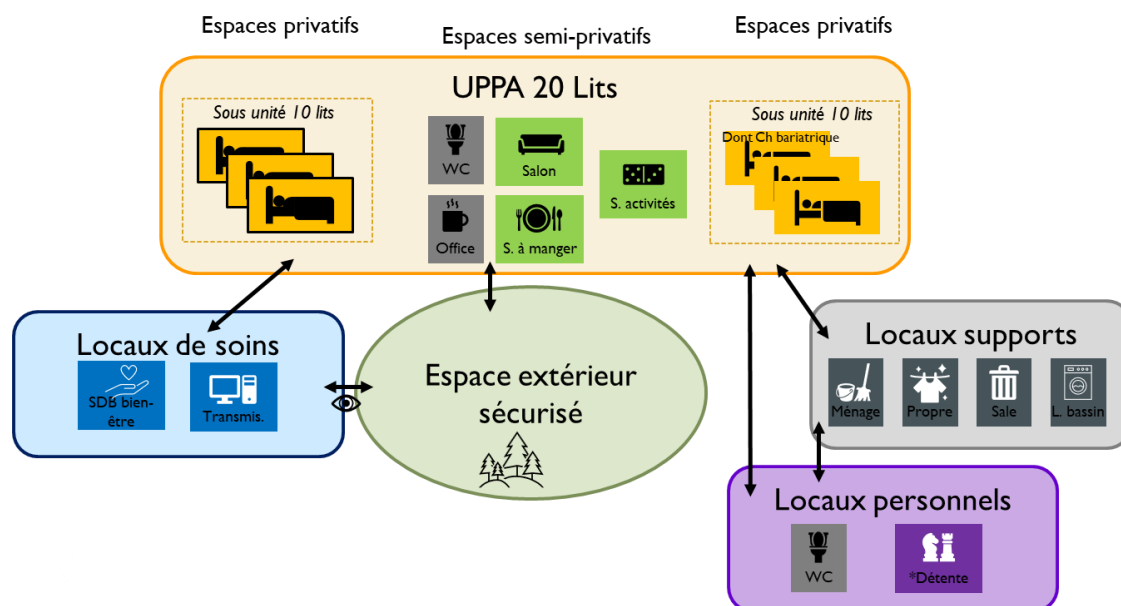 Espaces privatifs
Espaces semi-privatifs
Espaces privatifs
UPPA 20 Lits
Sous unité 10 lits
WC
Salon
S. activités
Office
S. à manger
Sous unité 10 lits
Dont Ch bariatrique
Locaux de soins
SDB bien-
être
Transmis.
Espace extérieur
sécurisé
Locaux supports
Ménage
Propre
Sale
L. bassin
Locaux personnels
WC
*Détente